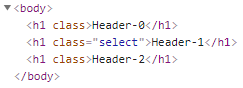 ▼<body>
<h1 class>Header-0</h1>
<h1 class="select">Header-1</h1>
<h1 class>Header-2</h1>
</body>